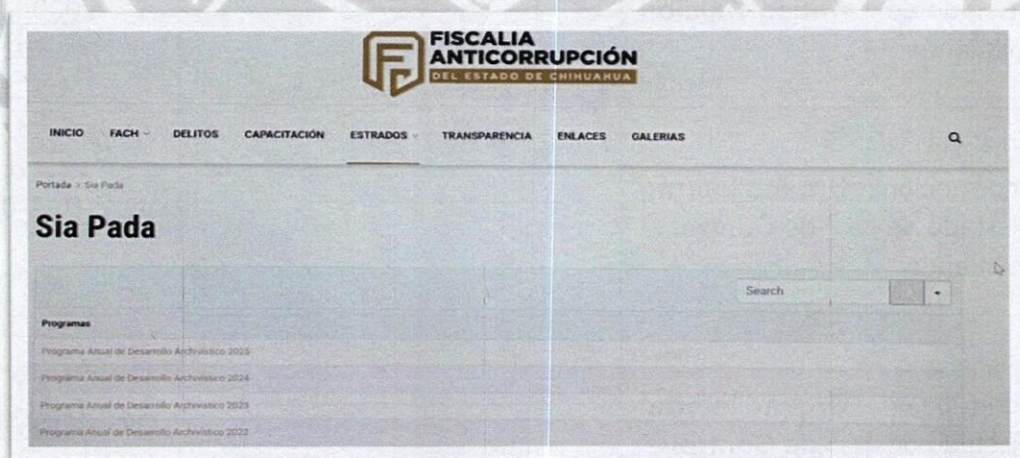 FISCALIA
ANTICORRUPCIÓN
DEL ESTADO DE CHIHUAHUA
INICIO FACH DELITOS CAPACITACIÓN ESTRADOS TRANSPARENCIA ENLACES GALERIAS
Portada > Sia Pada
Sia Pada
Search
Programas
Programa Anual de Desarrollo Archivístico 2025
Programa Anual de Desarrollo Archivístico 2024
Programa Anual de Desarrollo Archivístico 2023
Programa Anual de Desarrollo Archivístico 2022